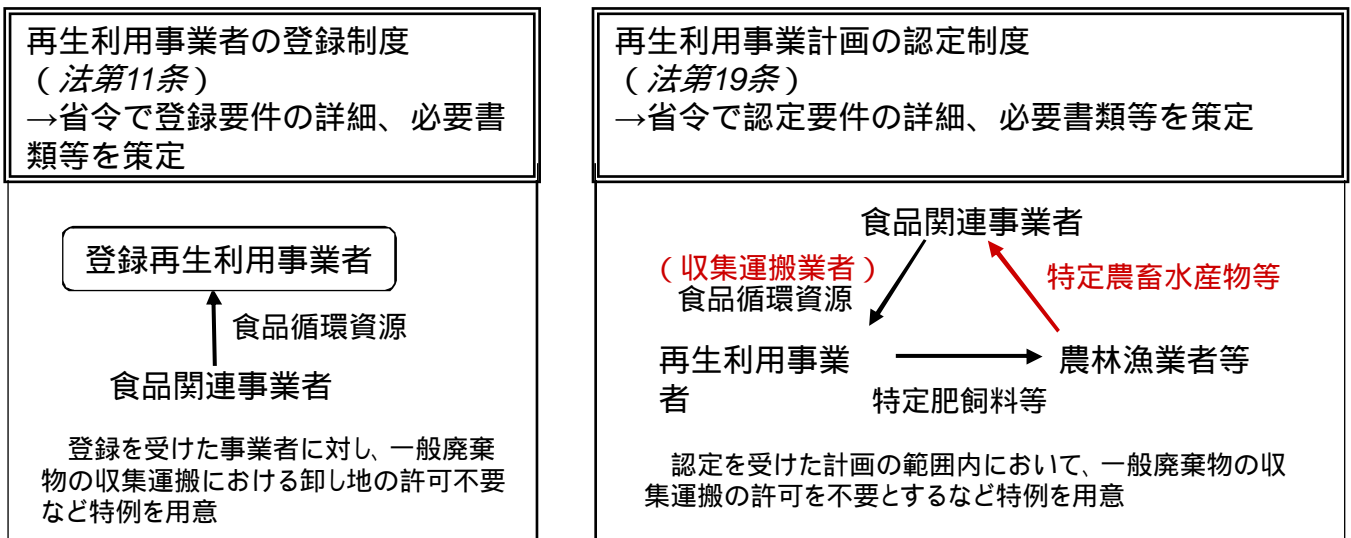 再生利用事業者の登録制度
（法第11条）
→省令で登録要件の詳細、必要書
類等を策定
登録再生利用事業者
食品循環資源
食品関連事業者
登録を受けた事業者に対し、一般廃棄
物の収集運搬における卸し地の許可不要
など特例を用意
再生利用事業計画の認定制度
（法第19条）
→省令で認定要件の詳細、必要書類等を策定
食品関連事業者
（収集運搬業者）
食品循環資源
特定農畜水産物等
再生利用事業
者
農林漁業者等
特定肥飼料等
認定を受けた計画の範囲内において、一般廃棄物の収
集運搬の許可を不要とするなど特例を用意